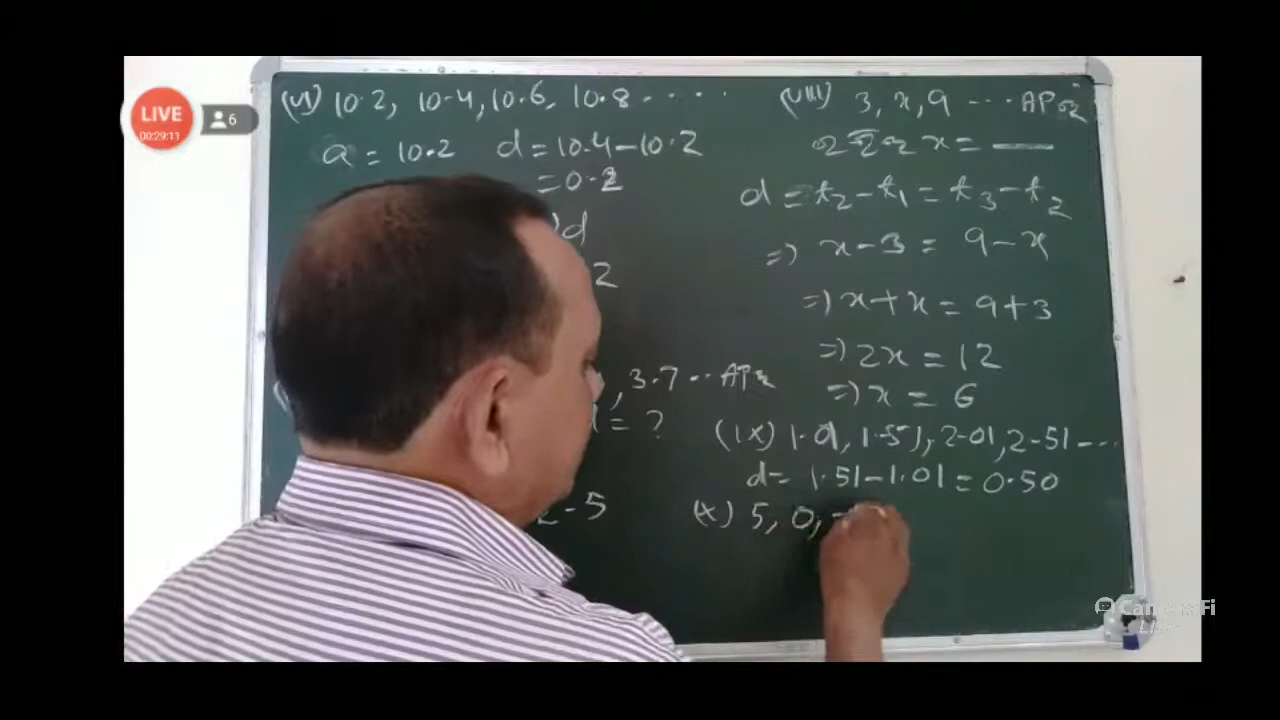 LIVE
00:29:11
6
(VI) 10.2, 10.4, 10.6, 10.8 .....
a = 10.2 d = 10.4 - 10.2
= 0.2
)d
2
, 3.7 ... AP
= ?
2.5
(VIII) 3, x, 9 ... AP
x = ___
d = t₂ - t₁ = t₃ - t₂
=) x - 3 = 9 - x
=) x + x = 9 + 3
=) 2x = 12
=) x = 6
(IX) 1.01, 1.51, 2.01, 2.51 ....
d = 1.51 - 1.01 = 0.50
(X) 5, 0, -
CameraFi
Live